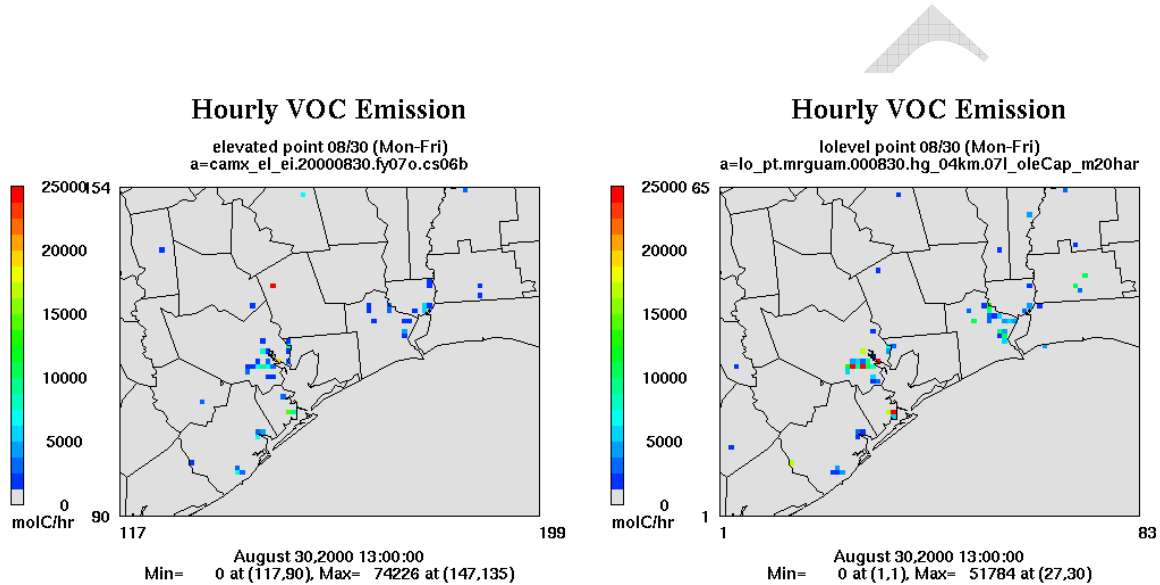 Hourly VOC Emission
elevated point 08/30 (Mon-Fri)
a=camx_el_ei.20000830.fy07o.cs06b
25000
154
20000
15000
10000
5000
0
90
molC/hr
117
199
August 30,2000 13:00:00
Min= 0 at (117,90), Max= 74226 at (147,135)
Hourly VOC Emission
lolevel point 08/30 (Mon-Fri)
a=lo_pt.mrguam.000830.hg_04km.07l_oleCap_m20har
25000
65
20000
15000
10000
5000
0
1
molC/hr
1
83
August 30,2000 13:00:00
Min= 0 at (1,1), Max= 51784 at (27,30)